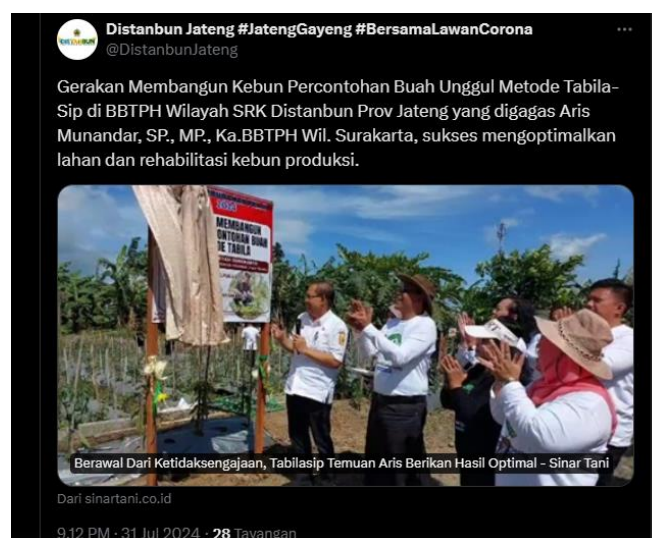 Distanbun Jateng #JatengGayeng #BersamaLawanCorona
@DistanbunJateng
Gerakan Membangun Kebun Percontohan Buah Unggul Metode Tabila-
Sip di BBTPH Wilayah SRK Distanbun Prov Jateng yang digagas Aris
Munandar, SP., MP., Ka.BBTPH Wil. Surakarta, sukses mengoptimalkan
lahan dan rehabilitasi kebun produksi.
MEMBANGUN
ONTOHAN BUAH
DE TABILA
Berawal Dari Ketidaksengajaan, Tabilasip Temuan Aris Berikan Hasil Optimal - Sinar Tani
Dari sinartani.co.id
9.12 PM · 31 Jul 2024 · 28 Tayangan